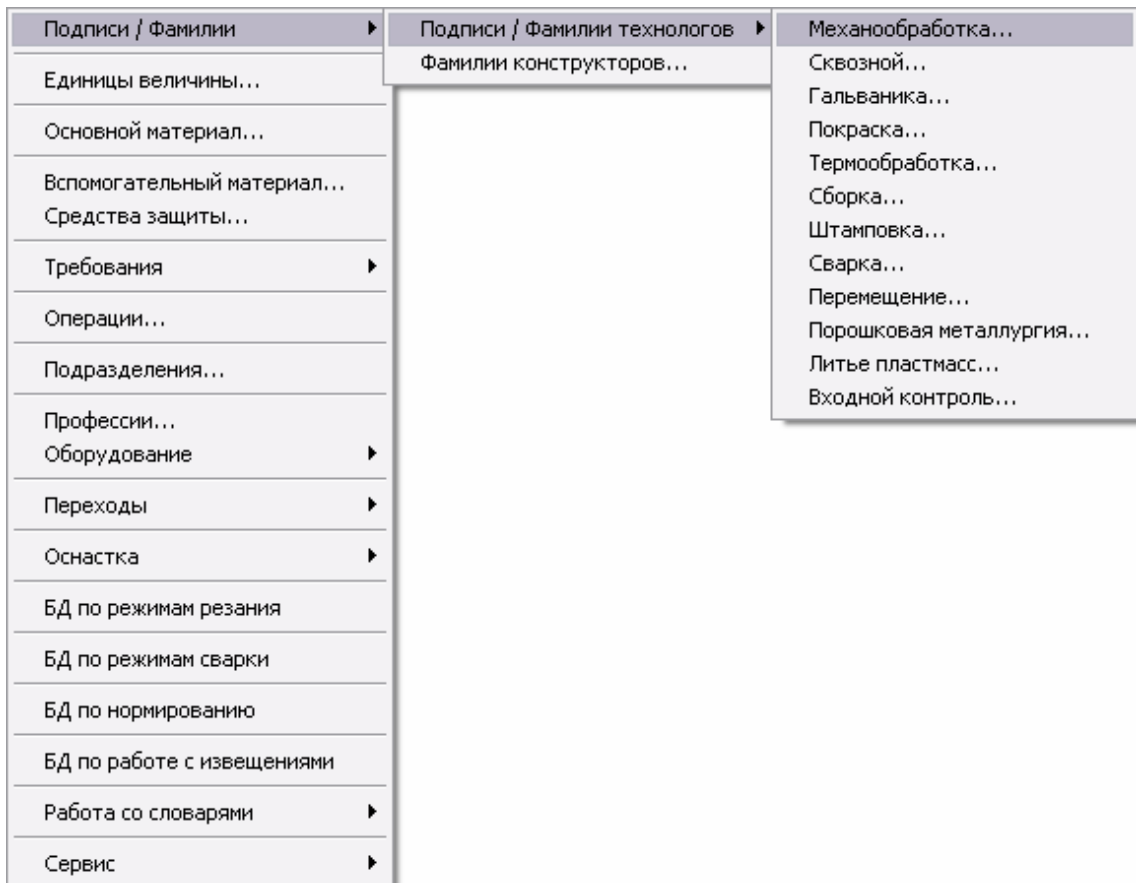 Подписи / Фамилии
Единицы величины...
Основной материал...
Вспомогательный материал...
Средства защиты...
Требования
Операции...
Подразделения...
Профессии...
Оборудование
Переходы
Оснастка
БД по режимам резания
БД по режимам сварки
БД по нормированию
БД по работе с извещениями
Работа со словарями
Сервис
Подписи / Фамилии технологов
Фамилии конструкторов...
Механообработка...
Сквозной...
Гальваника...
Покраска...
Термообработка...
Сборка...
Штамповка...
Сварка...
Перемещение...
Порошковая металлургия...
Литье пластмасс...
Входной контроль...